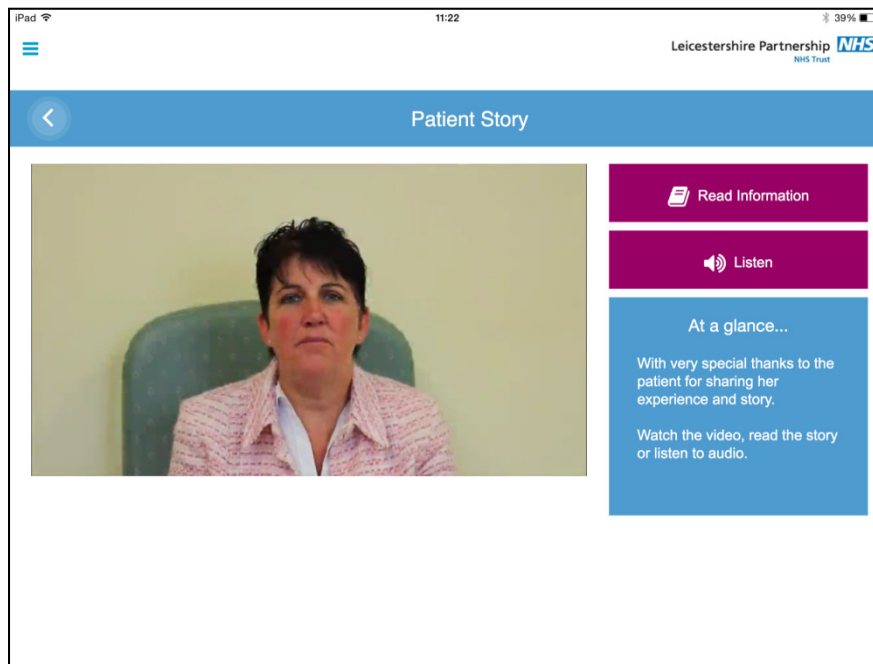 iPad 11:22 39%
Leicestershire Partnership NHS
NHS Trust
Patient Story
Read Information
Listen
At a glance...
With very special thanks to the
patient for sharing her
experience and story.
Watch the video, read the story
or listen to audio.